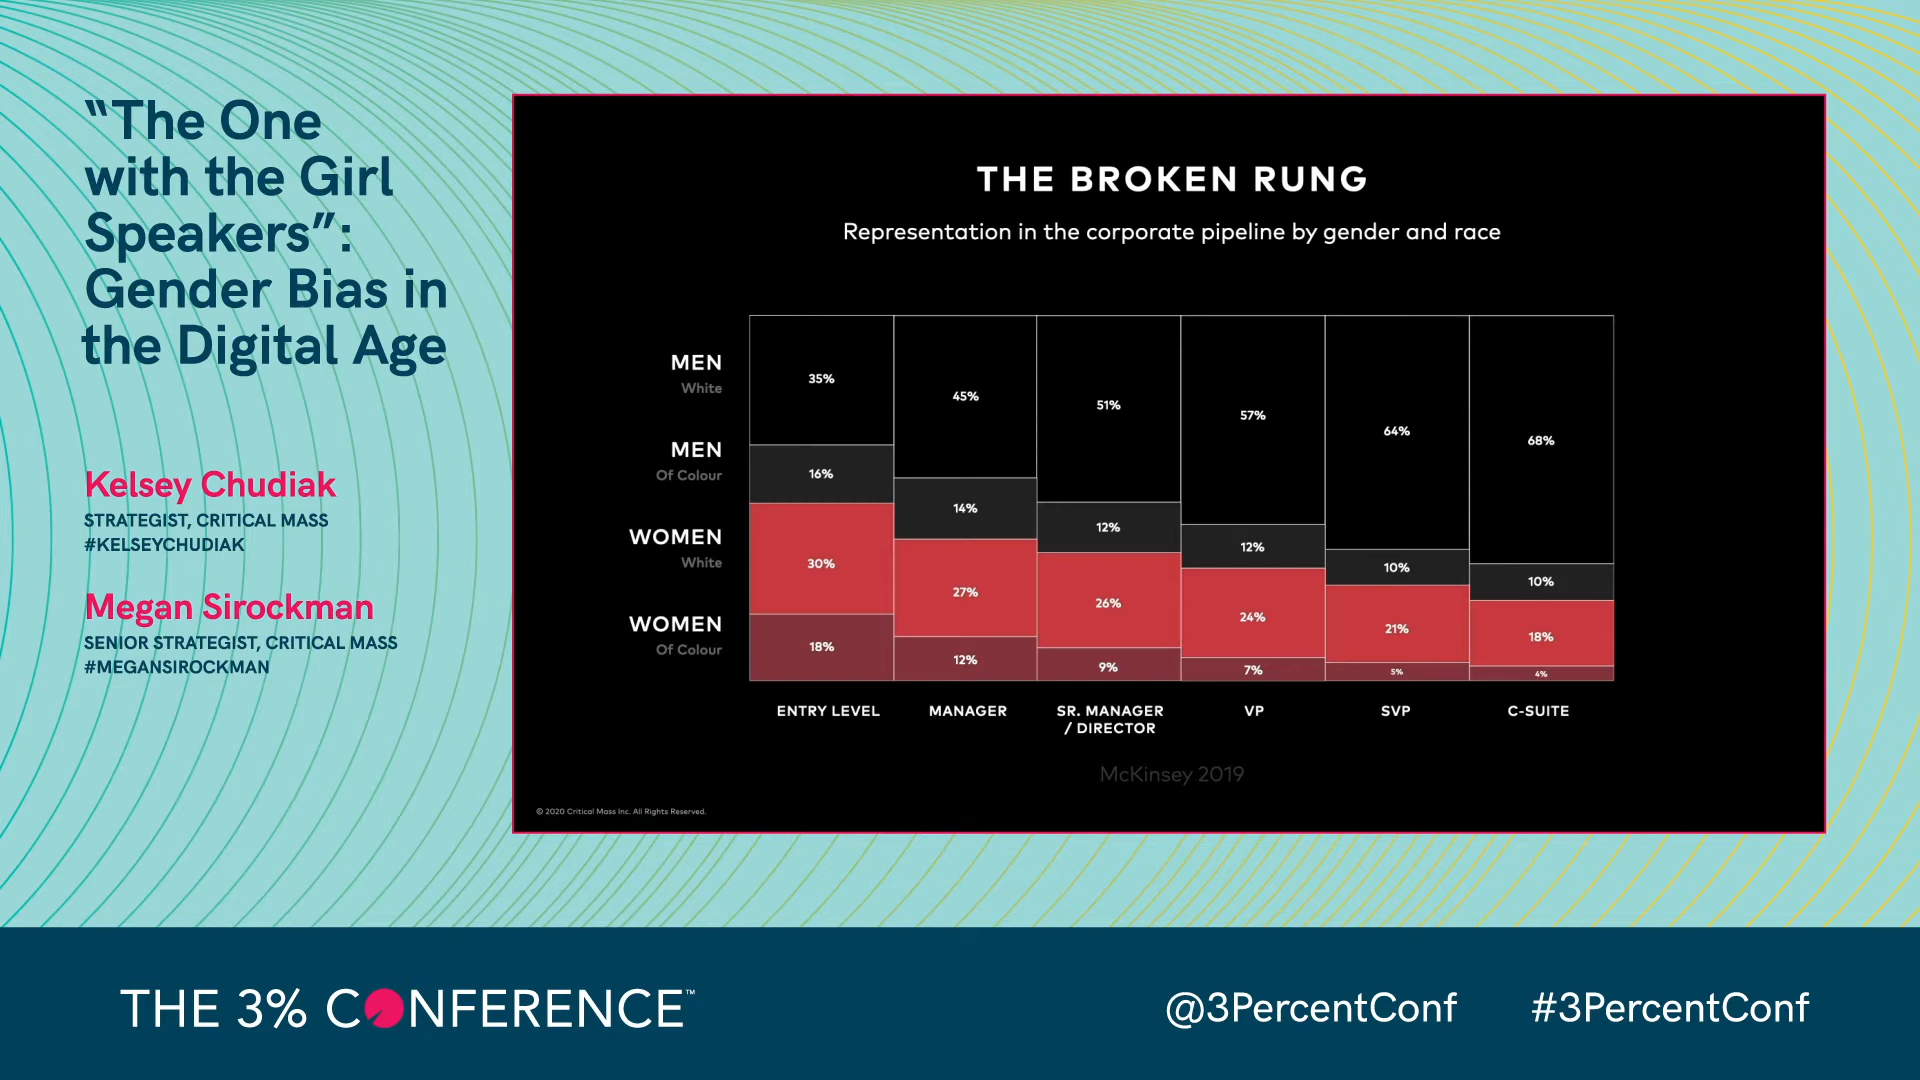 “The One
with the Girl
Speakers”:
Gender Bias in
the Digital Age
Kelsey Chudiak
STRATEGIST, CRITICAL MASS
#KELSEYCHUDIAK
Megan Sirockman
SENIOR STRATEGIST, CRITICAL MASS
#MEGANSIROCKMAN
THE BROKEN RUNG
Representation in the corporate pipeline by gender and race
MEN
White
35% 45% 51% 57% 64% 68%
MEN
Of Colour
16% 14% 12% 12% 10% 10%
WOMEN
White
30% 27% 26% 24% 21% 18%
WOMEN
Of Colour
18% 12% 9% 7% 5% 4%
ENTRY LEVEL MANAGER SR. MANAGER / DIRECTOR VP SVP C-SUITE
McKinsey 2019
© 2020 Critical Mass Inc. All Rights Reserved.
THE 3% CONFERENCE™
@3PercentConf #3PercentConf